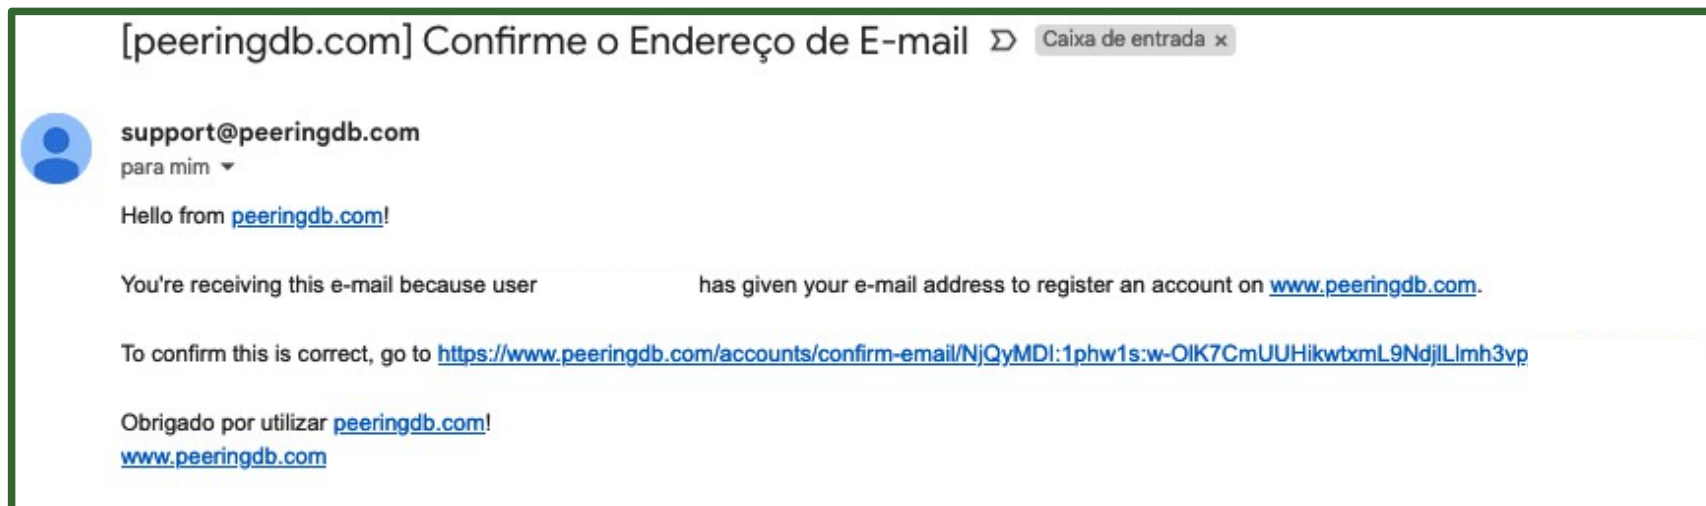 [peeringdb.com] Confirme o Endereço de E-mail Caixa de entrada ×
support@peeringdb.com
para mim
Hello from peeringdb.com!
You're receiving this e-mail because user has given your e-mail address to register an account on www.peeringdb.com.
To confirm this is correct, go to https://www.peeringdb.com/accounts/confirm-email/NjQyMDI:1phw1s:w-OlK7CmUUHikwtxmL9NdjlLlmh3vp
Obrigado por utilizar peeringdb.com!
www.peeringdb.com